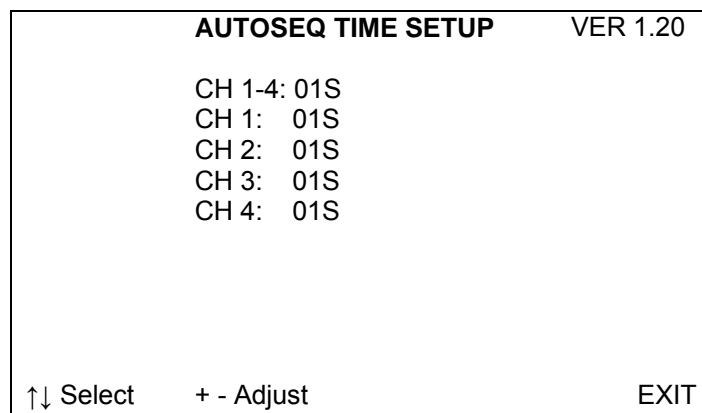 AUTOSEQ TIME SETUP VER 1.20
CH 1-4: 01S
CH 1: 01S
CH 2: 01S
CH 3: 01S
CH 4: 01S
↑↓ Select + - Adjust EXIT